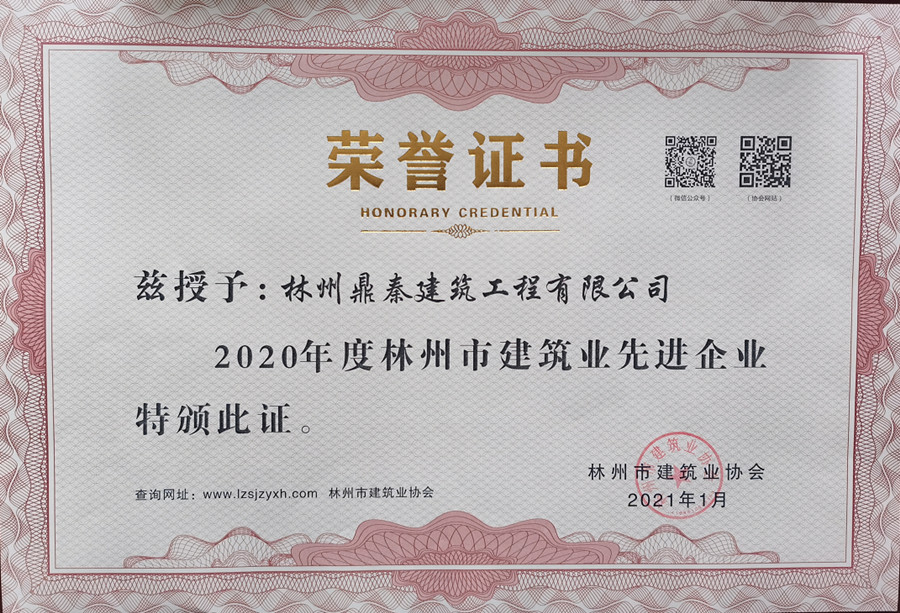 荣誉证书
HONORARY CREDENTIAL
（微信公众号）
（协会网站）
兹授予：林州鼎秦建筑工程有限公司
2020年度林州市建筑业先进企业
特颁此证。
林州市建筑业协会
2021年1月
查询网址：www.lzsjzyxh.com 林州市建筑业协会